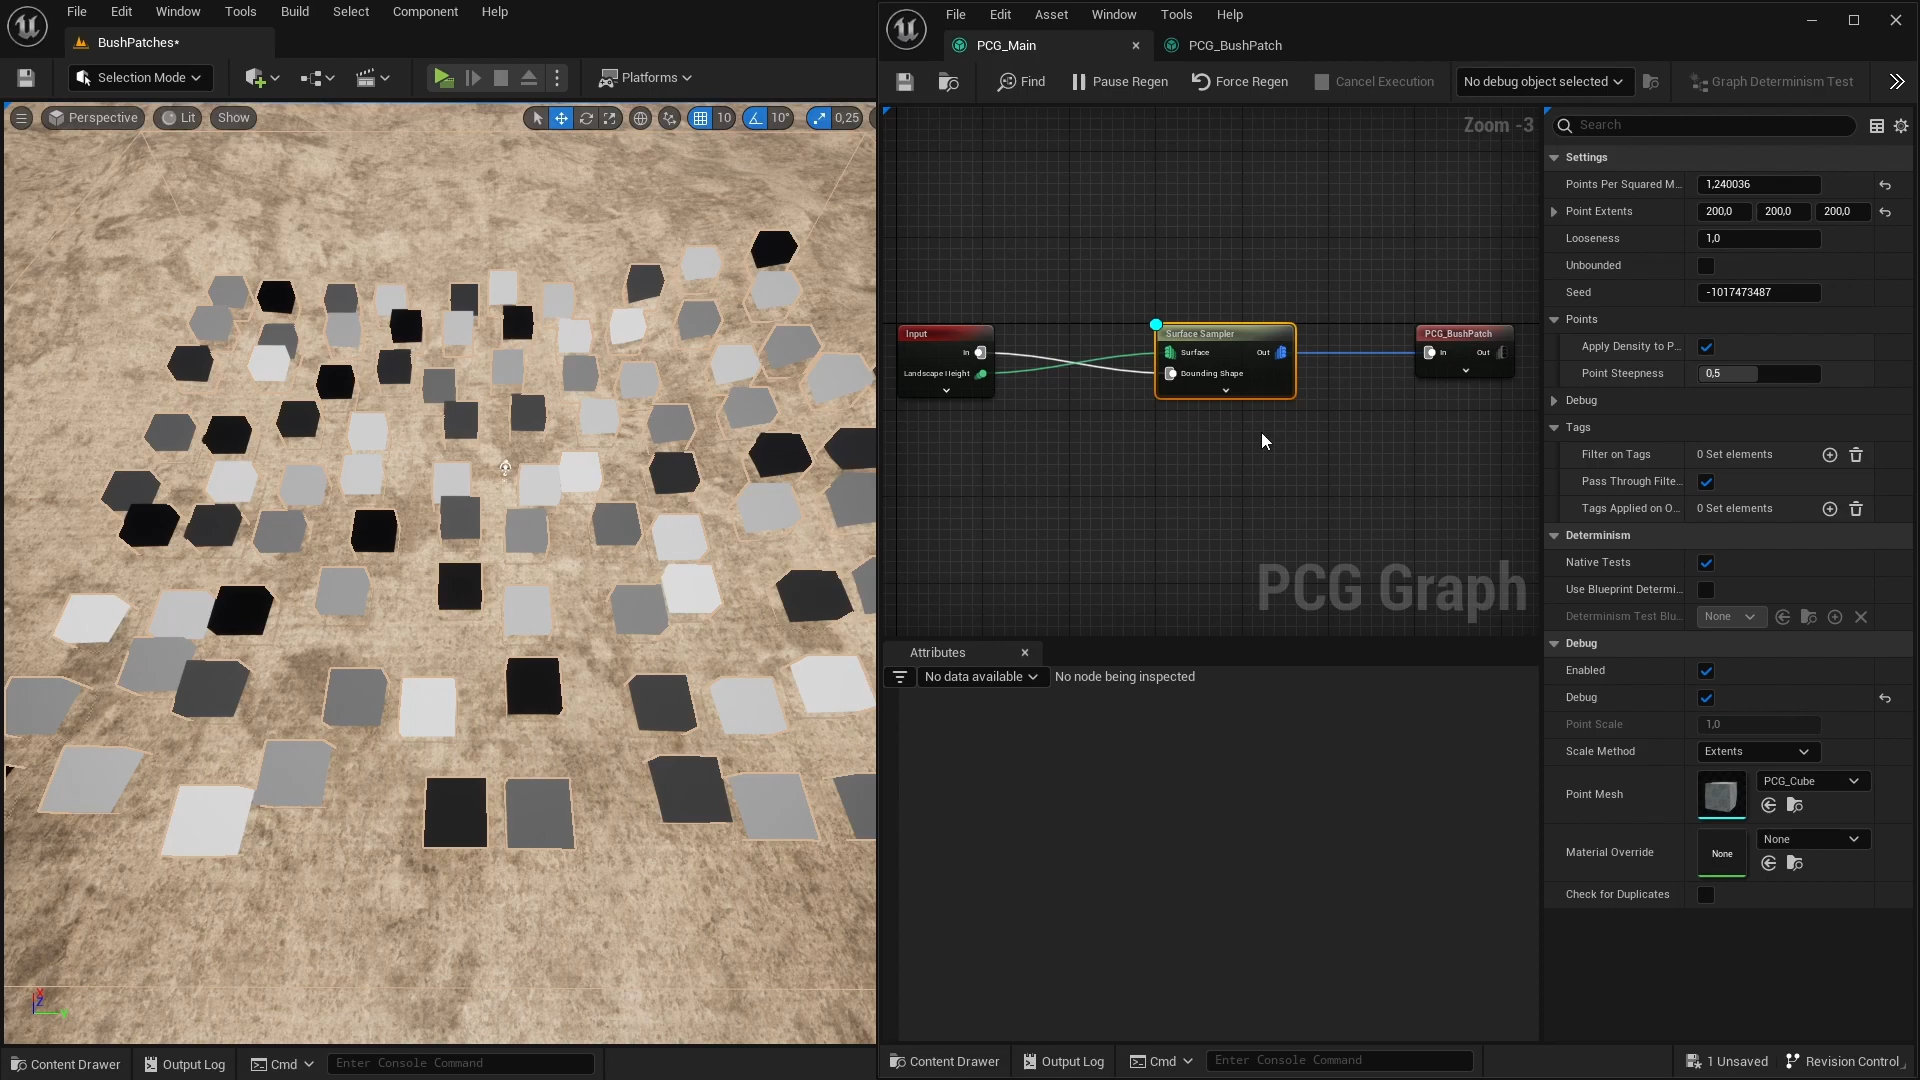 File Edit Window Tools Build Select Component Help
BushPatches*
Selection Mode
Platforms
Perspective Lit Show
10 10° 0,25
Content Drawer Output Log Cmd Enter Console Command
File Edit Asset Window Tools Help
PCG_Main PCG_BushPatch
Find Pause Regen Force Regen Cancel Execution No debug object selected Graph Determinism Test
Zoom -3
Input
In
Landscape Height
Surface Sampler
Surface Out
Bounding Shape
PCG_BushPatch
In Out
PCG Graph
Attributes
No data available No node being inspected
Search
Settings
Points Per Squared M... 1,240036
Point Extents 200,0 200,0 200,0
Looseness 1,0
Unbounded
Seed -1017473487
Points
Apply Density to P...
Point Steepness 0,5
Debug
Tags
Filter on Tags 0 Set elements
Pass Through Filte...
Tags Applied on O... 0 Set elements
Determinism
Native Tests
Use Blueprint Determi...
Determinism Test Blu... None
Debug
Enabled
Debug
Point Scale 1,0
Scale Method Extents
Point Mesh PCG_Cube
Material Override None None
Check for Duplicates
Content Drawer Output Log Cmd Enter Console Command 1 Unsaved Revision Control